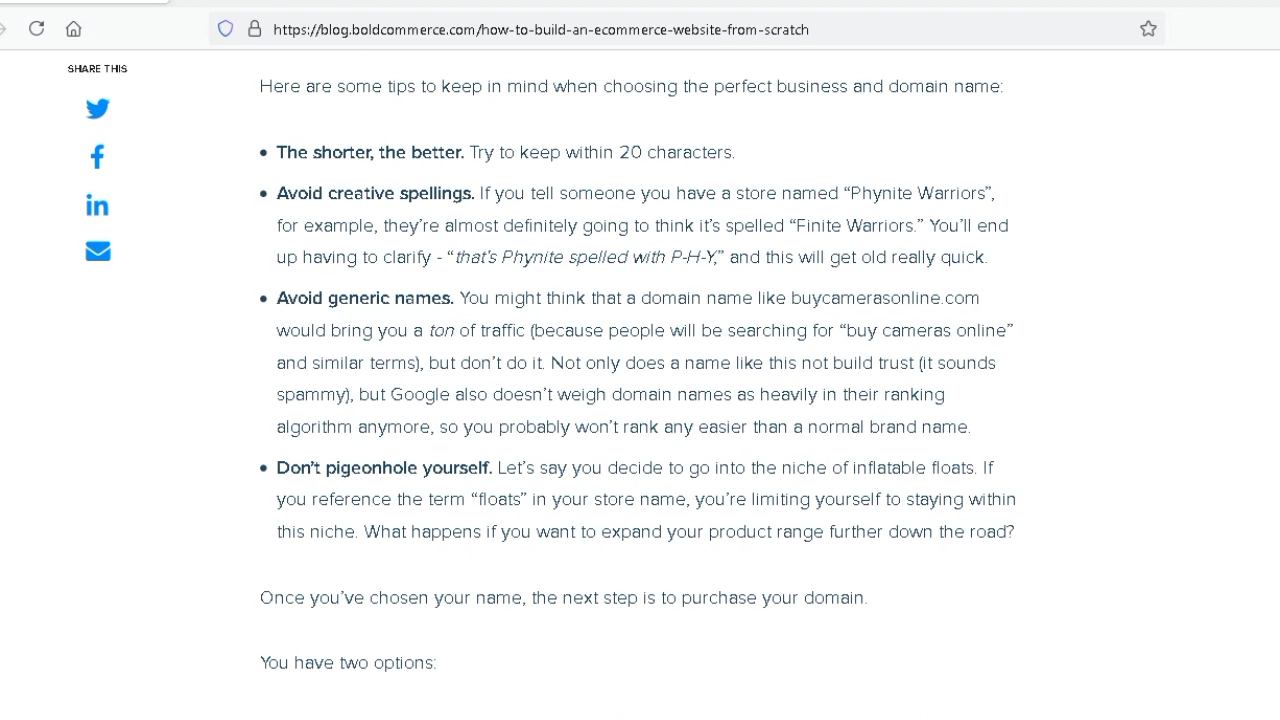 https://blog.boldcommerce.com/how-to-build-an-ecommerce-website-from-scratch
SHARE THIS
Here are some tips to keep in mind when choosing the perfect business and domain name:
• The shorter, the better. Try to keep within 20 characters.
• Avoid creative spellings. If you tell someone you have a store named “Phynite Warriors”,
for example, they’re almost definitely going to think it’s spelled “Finite Warriors.” You’ll end
up having to clarify - “that’s Phynite spelled with P-H-Y,” and this will get old really quick.
• Avoid generic names. You might think that a domain name like buycamerasonline.com
would bring you a ton of traffic (because people will be searching for “buy cameras online”
and similar terms), but don’t do it. Not only does a name like this not build trust (it sounds
spammy), but Google also doesn’t weigh domain names as heavily in their ranking
algorithm anymore, so you probably won’t rank any easier than a normal brand name.
• Don’t pigeonhole yourself. Let’s say you decide to go into the niche of inflatable floats. If
you reference the term “floats” in your store name, you’re limiting yourself to staying within
this niche. What happens if you want to expand your product range further down the road?
Once you’ve chosen your name, the next step is to purchase your domain.
You have two options: